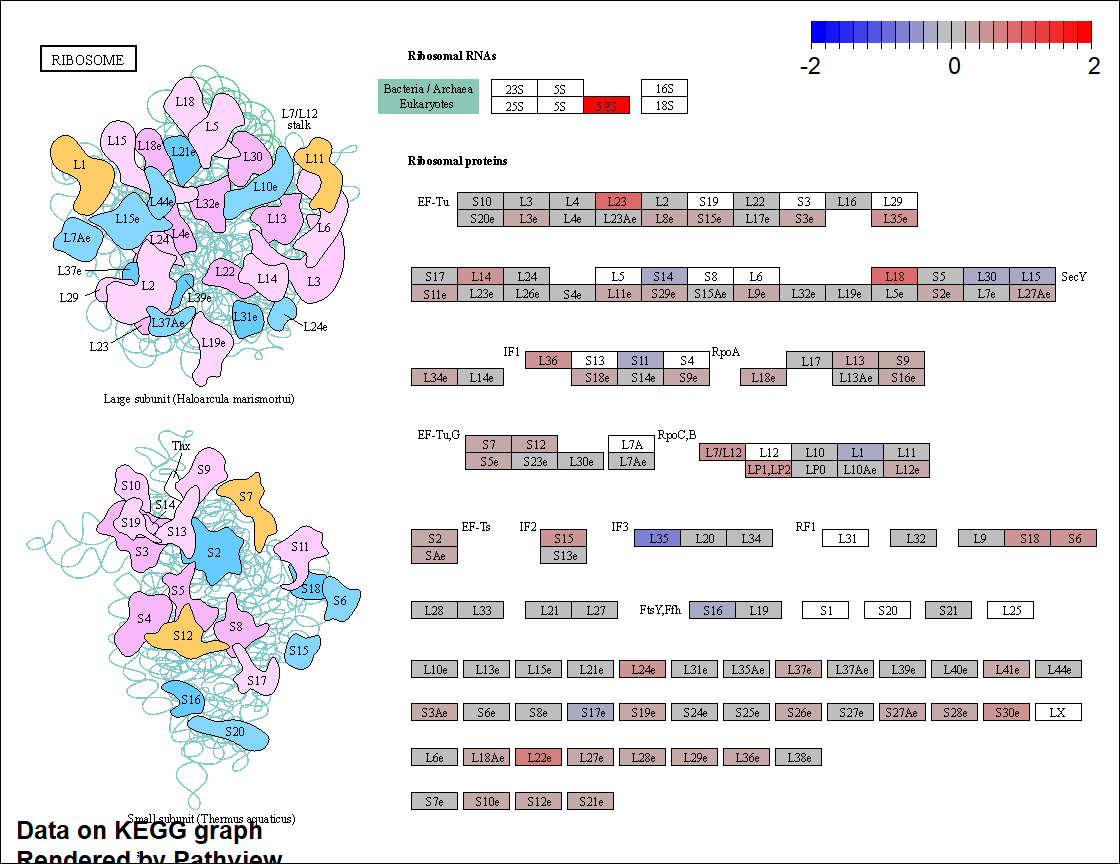 RIBOSOME
-2 0 2
Ribosomal RNAs
Bacteria / Archaea 23S 5S 16S
Eukaryotes 25S 5S 5.8S 18S
Ribosomal proteins
EF-Tu S10 L3 L4 L23 L2 S19 L22 S3 L16 L29
S20e L3e L4e L23Ae L8e S15e L17e S3e L35e
S17 L14 L24 L5 S14 S8 L6 L18 S5 L30 L15 SecY
S11e L23e L26e S4e L11e S29e S15Ae L9e L32e L19e L5e S2e L7e L27Ae
IF1 L36 S13 S11 S4 RpoA L17 L13 S9
L34e L14e S18e S14e S9e L18e L13Ae S16e
EF-Tu,G S7 S12 L7A RpoC,B L7/L12 L12 L10 L1 L11
S5e S23e L30e L7Ae LP1,LP2 LP0 L10Ae L12e
S2 EF-Ts IF2 S15 IF3 L35 L20 L34 RF1 L31 L32 L9 S18 S6
SAe S13e
L28 L33 L21 L27 FtsY,Ffh S16 L19 S1 S20 S21 L25
L10e L13e L15e L21e L24e L31e L35Ae L37e L37Ae L39e L40e L41e L44e
S3Ae S6e S8e S17e S19e S24e S25e S26e S27e S27Ae S28e S30e LX
L6e L18Ae L22e L27e L28e L29e L36e L38e
S7e S10e S12e S21e
L18
L5
L7/L12
stalk
L15
L18e
L21e
L30
L11
L1
L10e
L44e
L32e
L15e
L13
L6
L7Ae
L24
L4e
L37e
L22
L14
L3
L2
L29
L39e
L37Ae
L31e
L24e
L23
L19e
Large subunit (Haloarcula marismortui)
Thx
S9
S10
S7
S14
S19
S13
S3
S2
S11
S5
S18
S6
S4
S12
S8
S15
S17
S16
S20
Small subunit (Thermus aquaticus)
Data on KEGG graph
Rendered by Pathview